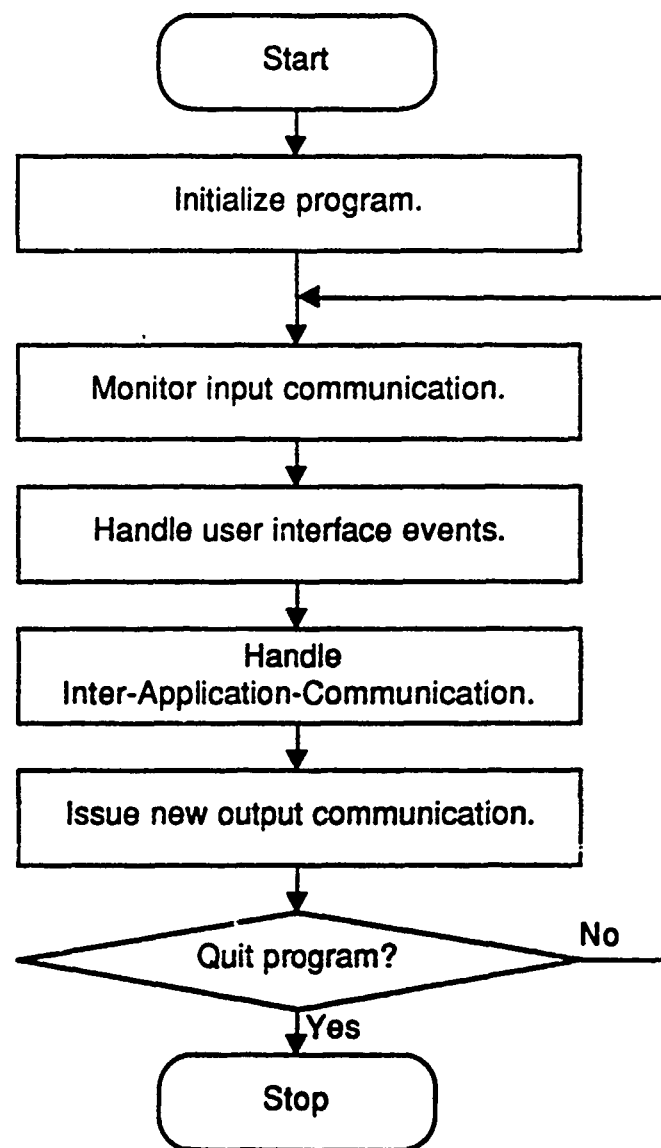 Start
Initialize program.
Monitor input communication.
Handle user interface events.
Handle
Inter-Application-Communication.
Issue new output communication.
Quit program?
No
Yes
Stop